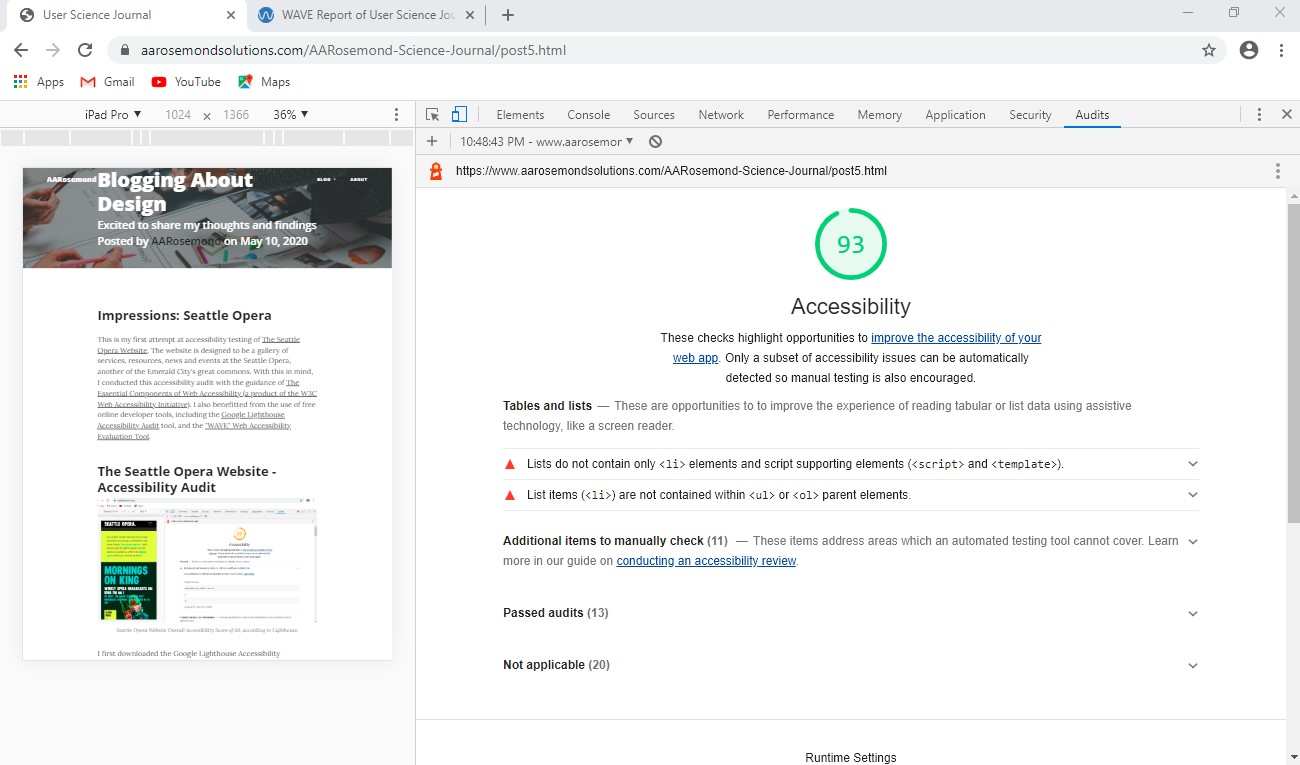 User Science Journal
WAVE Report of User Science Jou
aarosemondsolutions.com/AARosemond-Science-Journal/post5.html
Apps Gmail YouTube Maps
iPad Pro ▼ 1024 × 1366 36% ▼
Elements Console Sources Network Performance Memory Application Security Audits
10:48:43 PM - www.aarosemor ▼
https://www.aarosemondsolutions.com/AARosemond-Science-Journal/post5.html
AARosemond
BLOG
ABOUT
Blogging About
Design
Excited to share my thoughts and findings
Posted by AARosemond on May 10, 2020
Impressions: Seattle Opera
This is my first attempt at accessibility testing of The Seattle
Opera Website. The website is designed to be a gallery of
services, resources, news and events at the Seattle Opera,
another of the Emerald City's great commons. With this in mind,
I conducted this accessibility audit with the guidance of The
Essential Components of Web Accessibility (a product of the W3C
Web Accessibility Initiative). I also benefitted from the use of free
online developer tools, including the Google Lighthouse
Accessibility Audit tool, and the "WAVE" Web Accessibility
Evaluation Tool.
The Seattle Opera Website -
Accessibility Audit
SEATTLE OPERA.
MORNINGS
ON KING
Accessibility
Seattle Opera Website Overall Accessibility Score of
according to Lighthouse
I first downloaded the Google Lighthouse Accessibility
93
Accessibility
These checks highlight opportunities to improve the accessibility of your
web app. Only a subset of accessibility issues can be automatically
detected so manual testing is also encouraged.
Tables and lists — These are opportunities to to improve the experience of reading tabular or list data using assistive
technology, like a screen reader.
Lists do not contain only <li> elements and script supporting elements (<script> and <template>).
List items (<li>) are not contained within <ul> or <ol> parent elements.
Additional items to manually check (11) — These items address areas which an automated testing tool cannot cover. Learn
more in our guide on conducting an accessibility review.
Passed audits (13)
Not applicable (20)
Runtime Settings